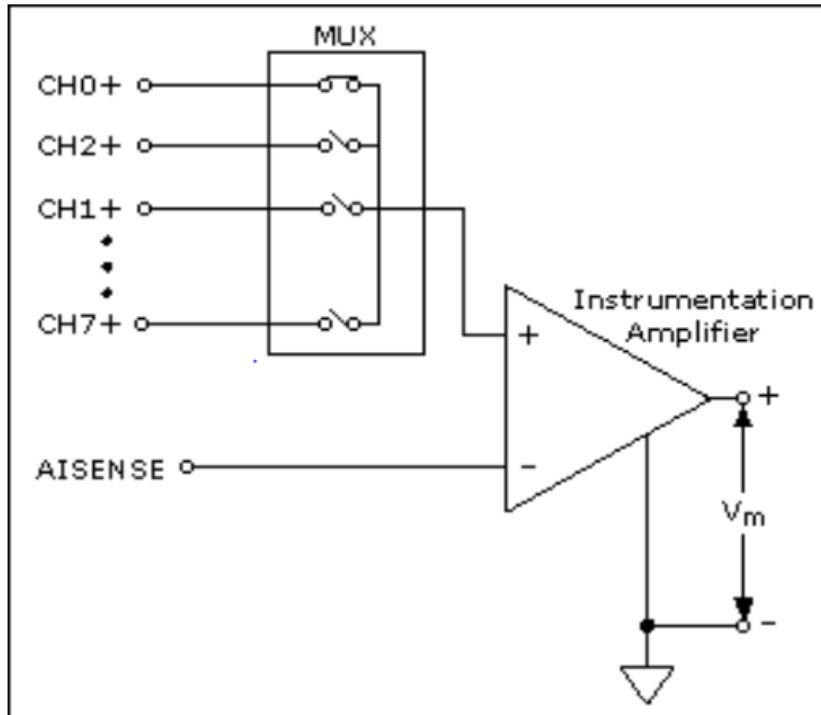 MUX
CH0+
CH2+
CH1+
CH7+
Instrumentation
Amplifier
+
-
+
AISENSE
Vm
-